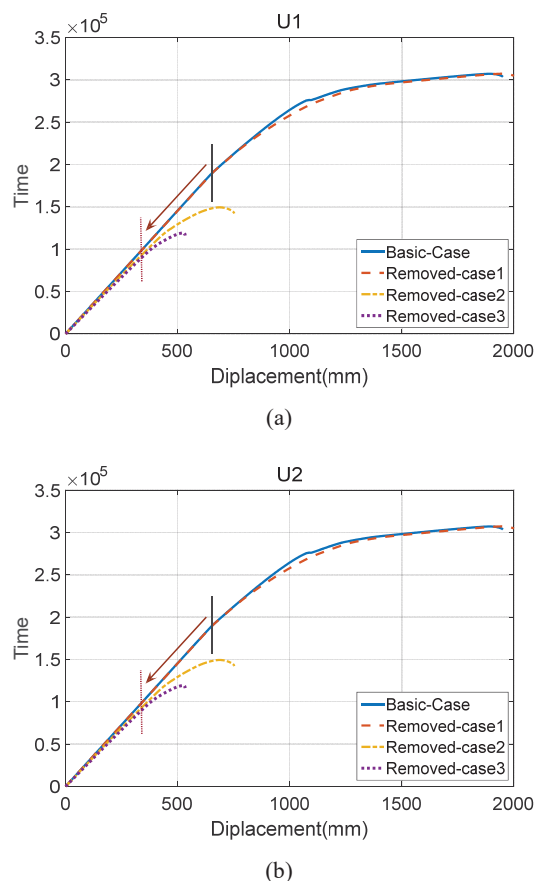 U1
×10⁵
3.5
3
2.5
2
1.5
1
0.5
0
Time
0 500 1000 1500 2000
Diplacement(mm)
Basic-Case
Removed-case1
Removed-case2
Removed-case3
(a)
U2
×10⁵
3.5
3
2.5
2
1.5
1
0.5
0
Time
0 500 1000 1500 2000
Diplacement(mm)
Basic-Case
Removed-case1
Removed-case2
Removed-case3
(b)